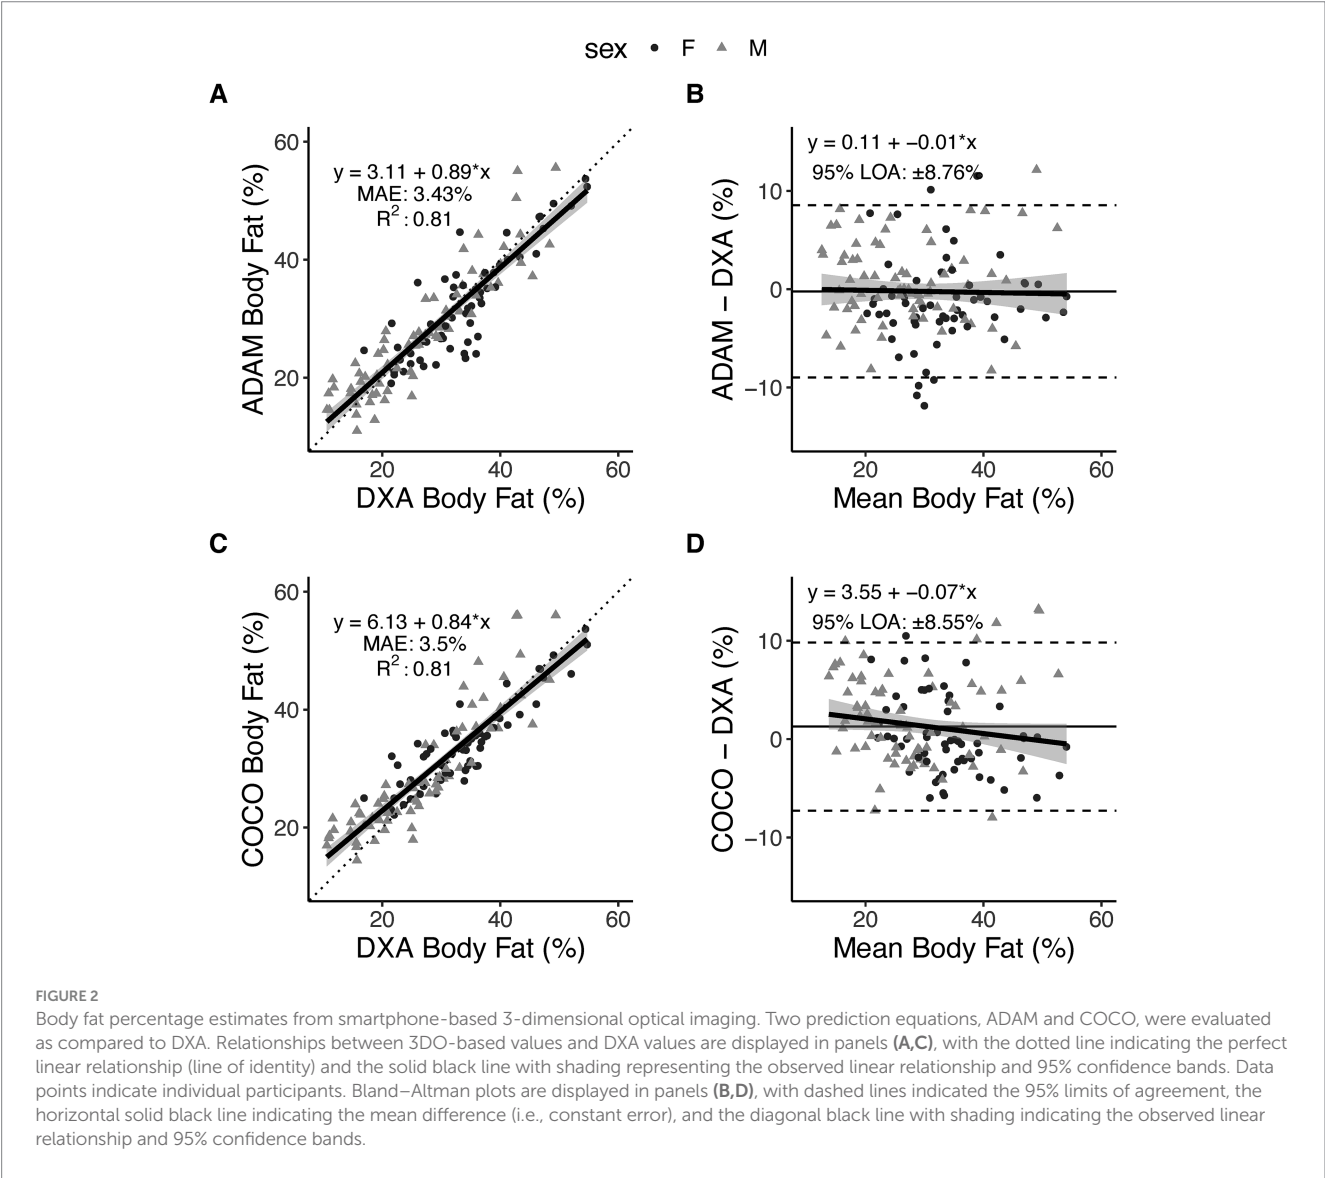 sex F M
A
y = 3.11 + 0.89*x
MAE: 3.43%
R2 : 0.81
ADAM Body Fat (%)
60
40
20
20 40 60
DXA Body Fat (%)
B
y = 0.11 + −0.01*x
95% LOA: ±8.76%
ADAM − DXA (%)
10
0
−10
20 40 60
Mean Body Fat (%)
C
y = 6.13 + 0.84*x
MAE: 3.5%
R2 : 0.81
COCO Body Fat (%)
60
40
20
20 40 60
DXA Body Fat (%)
D
y = 3.55 + −0.07*x
95% LOA: ±8.55%
COCO − DXA (%)
10
0
−10
20 40 60
Mean Body Fat (%)
FIGURE 2
Body fat percentage estimates from smartphone-based 3-dimensional optical imaging. Two prediction equations, ADAM and COCO, were evaluated
as compared to DXA. Relationships between 3DO-based values and DXA values are displayed in panels (A,C), with the dotted line indicating the perfect
linear relationship (line of identity) and the solid black line with shading representing the observed linear relationship and 95% confidence bands. Data
points indicate individual participants. Bland–Altman plots are displayed in panels (B,D), with dashed lines indicated the 95% limits of agreement, the
horizontal solid black line indicating the mean difference (i.e., constant error), and the diagonal black line with shading indicating the observed linear
relationship and 95% confidence bands.